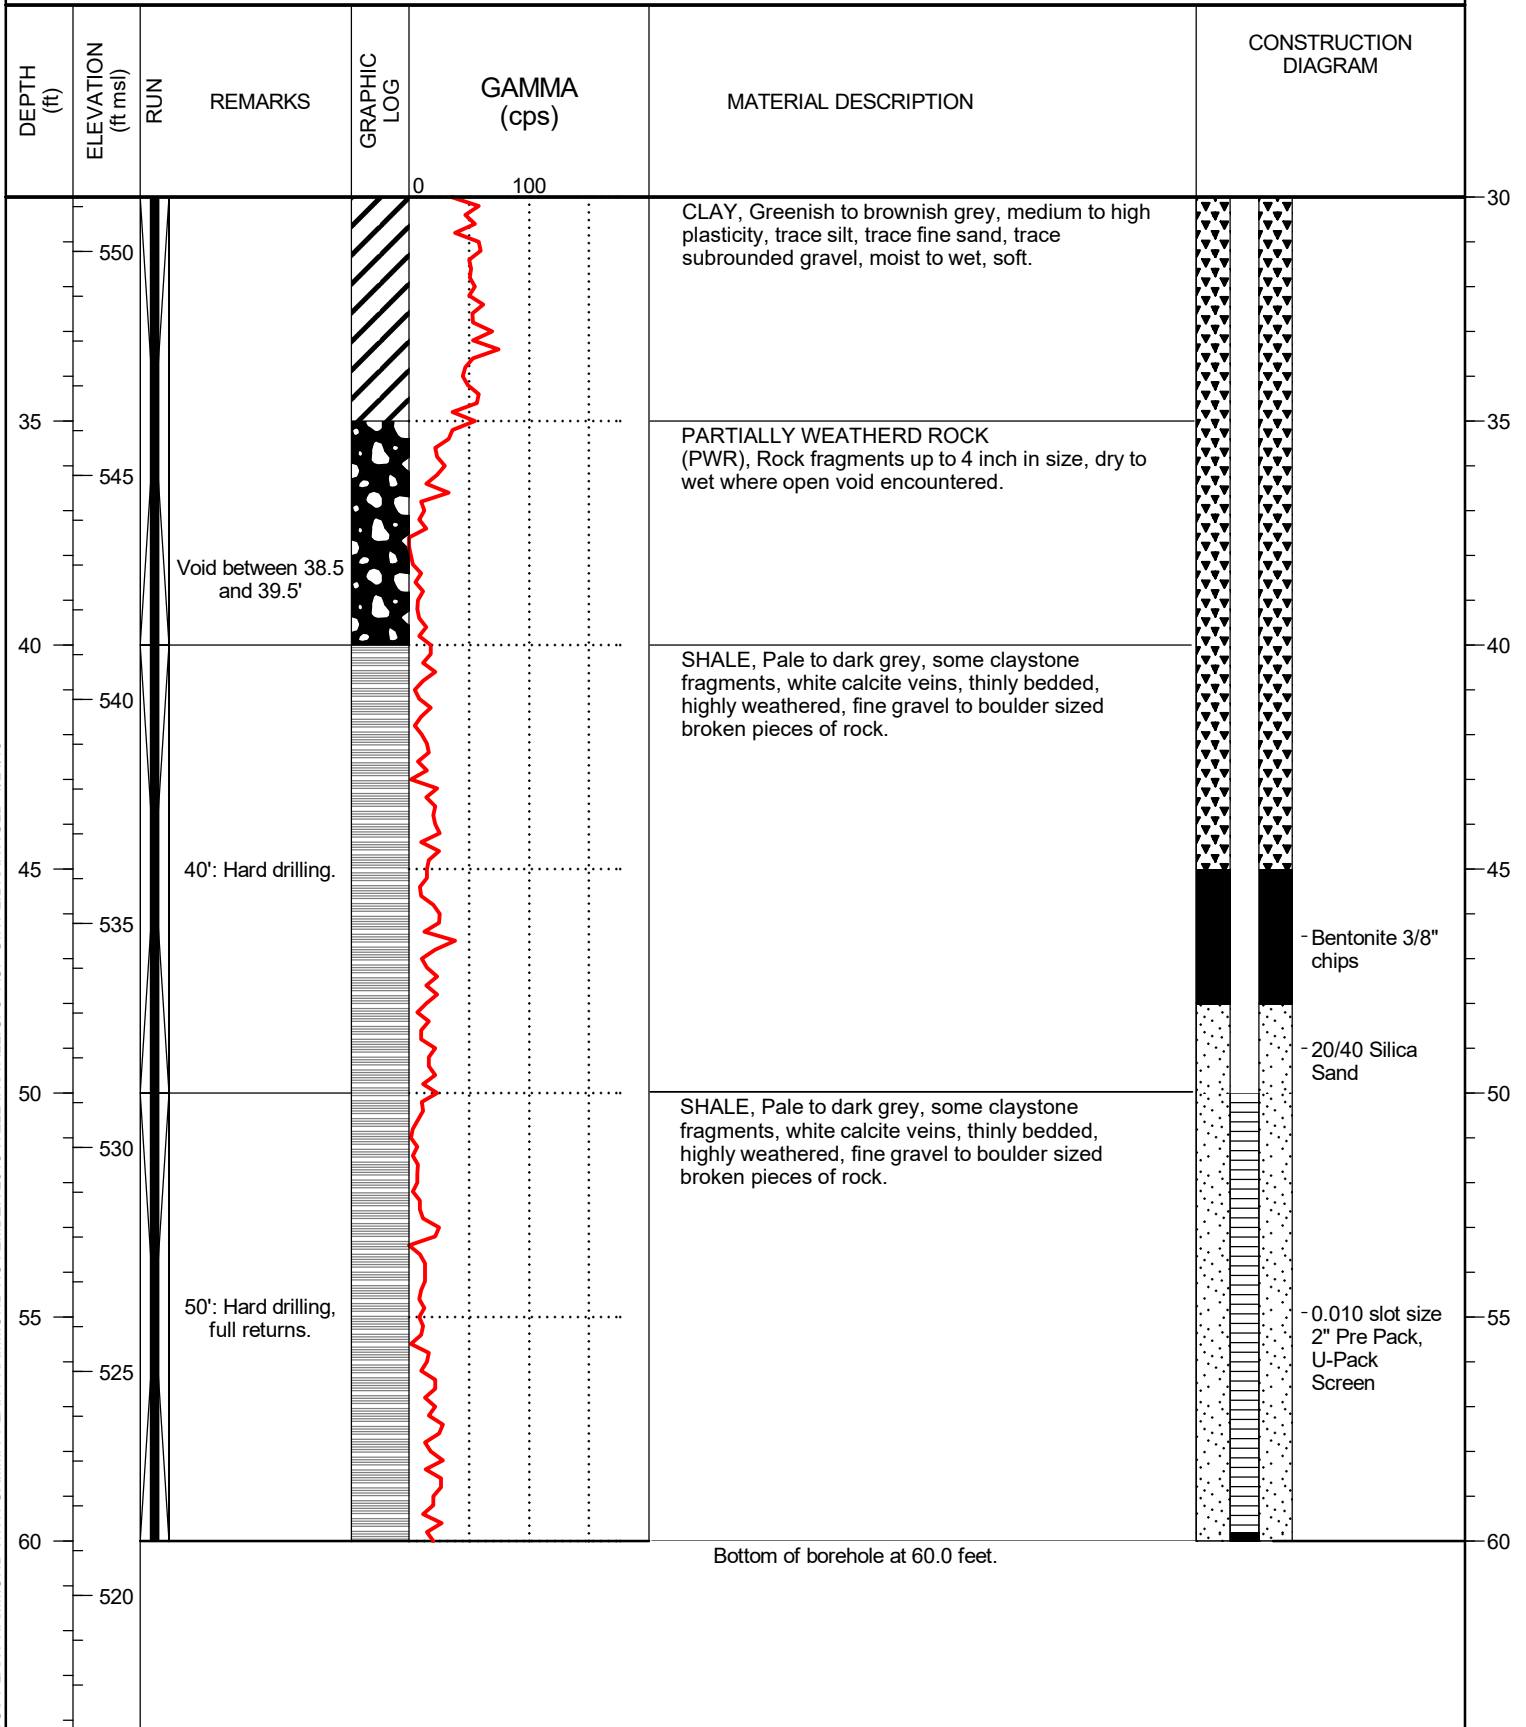 DEPTH
(ft)
ELEVATION
(ft msl)
RUN
REMARKS
GRAPHIC
LOG
GAMMA
(cps)
0 100
MATERIAL DESCRIPTION
CONSTRUCTION
DIAGRAM
30
CLAY, Greenish to brownish grey, medium to high
plasticity, trace silt, trace fine sand, trace
subrounded gravel, moist to wet, soft.
550
35
35
PARTIALLY WEATHERD ROCK
(PWR), Rock fragments up to 4 inch in size, dry to
wet where open void encountered.
545
Void between 38.5
and 39.5'
40
40
SHALE, Pale to dark grey, some claystone
fragments, white calcite veins, thinly bedded,
highly weathered, fine gravel to boulder sized
broken pieces of rock.
540
45
40': Hard drilling.
45
535
Bentonite 3/8"
chips
20/40 Silica
Sand
50
50
SHALE, Pale to dark grey, some claystone
fragments, white calcite veins, thinly bedded,
highly weathered, fine gravel to boulder sized
broken pieces of rock.
530
55
50': Hard drilling,
full returns.
0.010 slot size
2" Pre Pack,
U-Pack
Screen
55
525
60
60
Bottom of borehole at 60.0 feet.
520